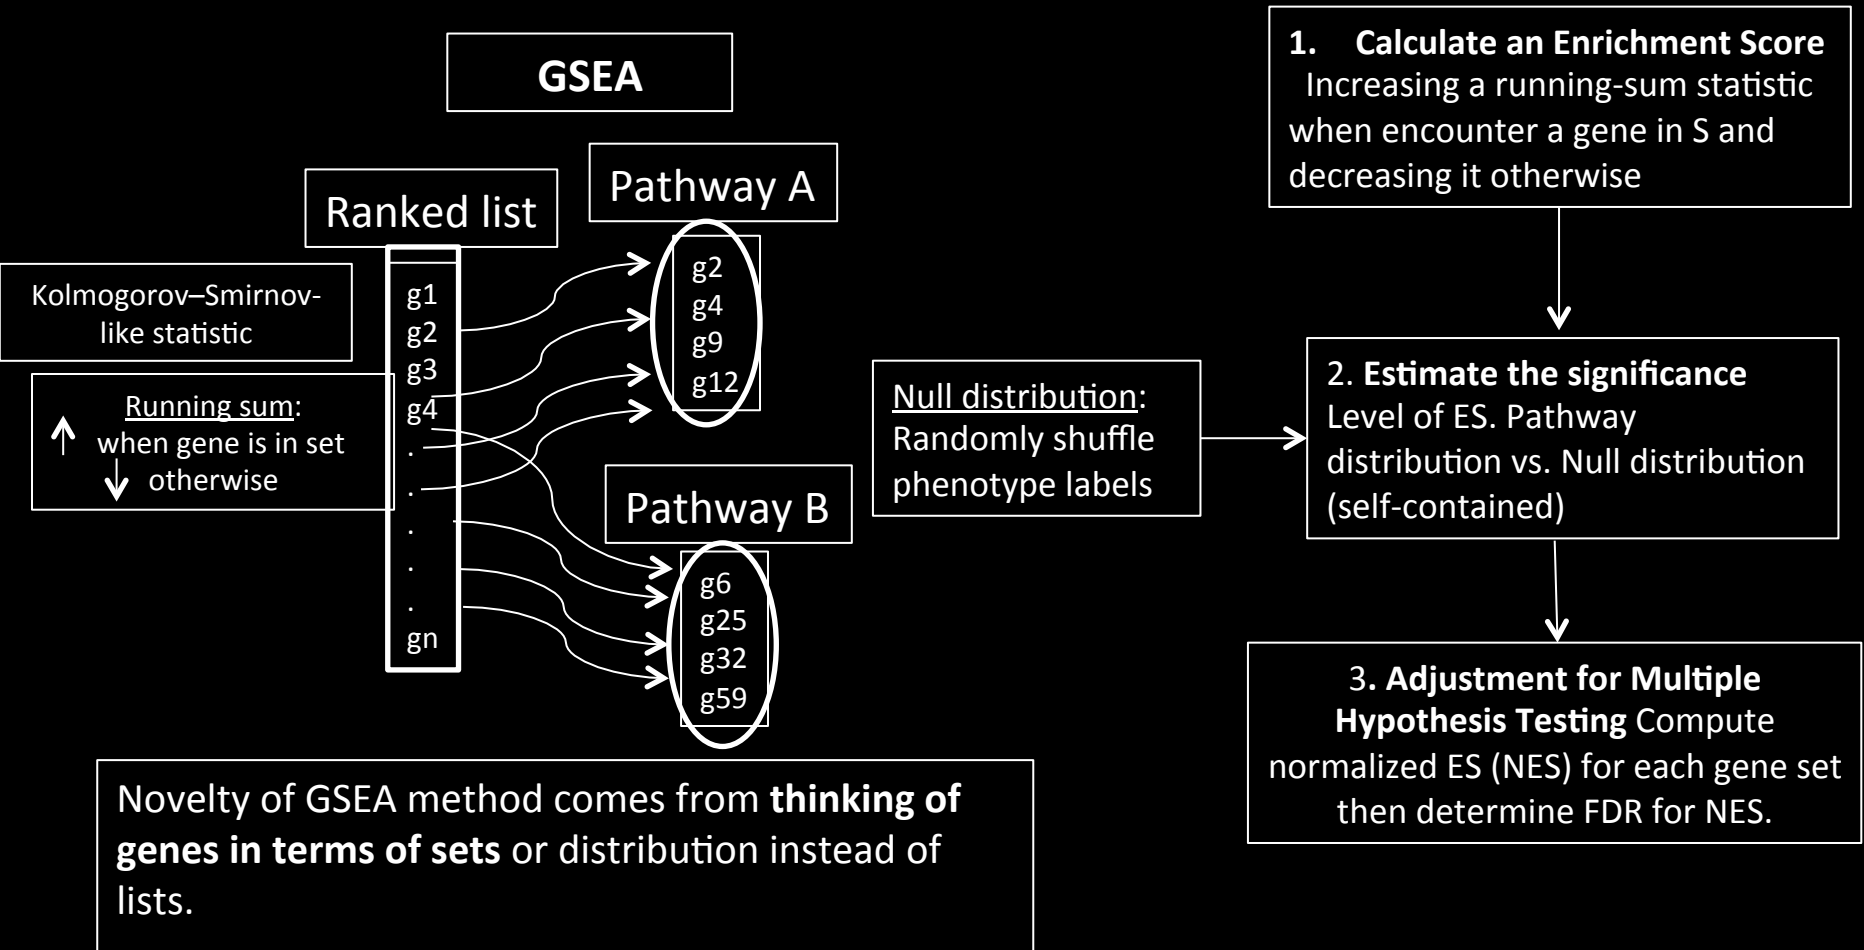 GSEA
Ranked list
Pathway A
Kolmogorov–Smirnov-
like statistic
Running sum:
when gene is in set
otherwise
g1
g2
g3
g4
.
.
.
.
.
gn
g2
g4
g9
g12
Pathway B
g6
g25
g32
g59
Novelty of GSEA method comes from thinking of
genes in terms of sets or distribution instead of
lists.
Null distribution:
Randomly shuffle
phenotype labels
1. Calculate an Enrichment Score
Increasing a running-sum statistic
when encounter a gene in S and
decreasing it otherwise
2. Estimate the significance
Level of ES. Pathway
distribution vs. Null distribution
(self-contained)
3. Adjustment for Multiple
Hypothesis Testing Compute
normalized ES (NES) for each gene set
then determine FDR for NES.